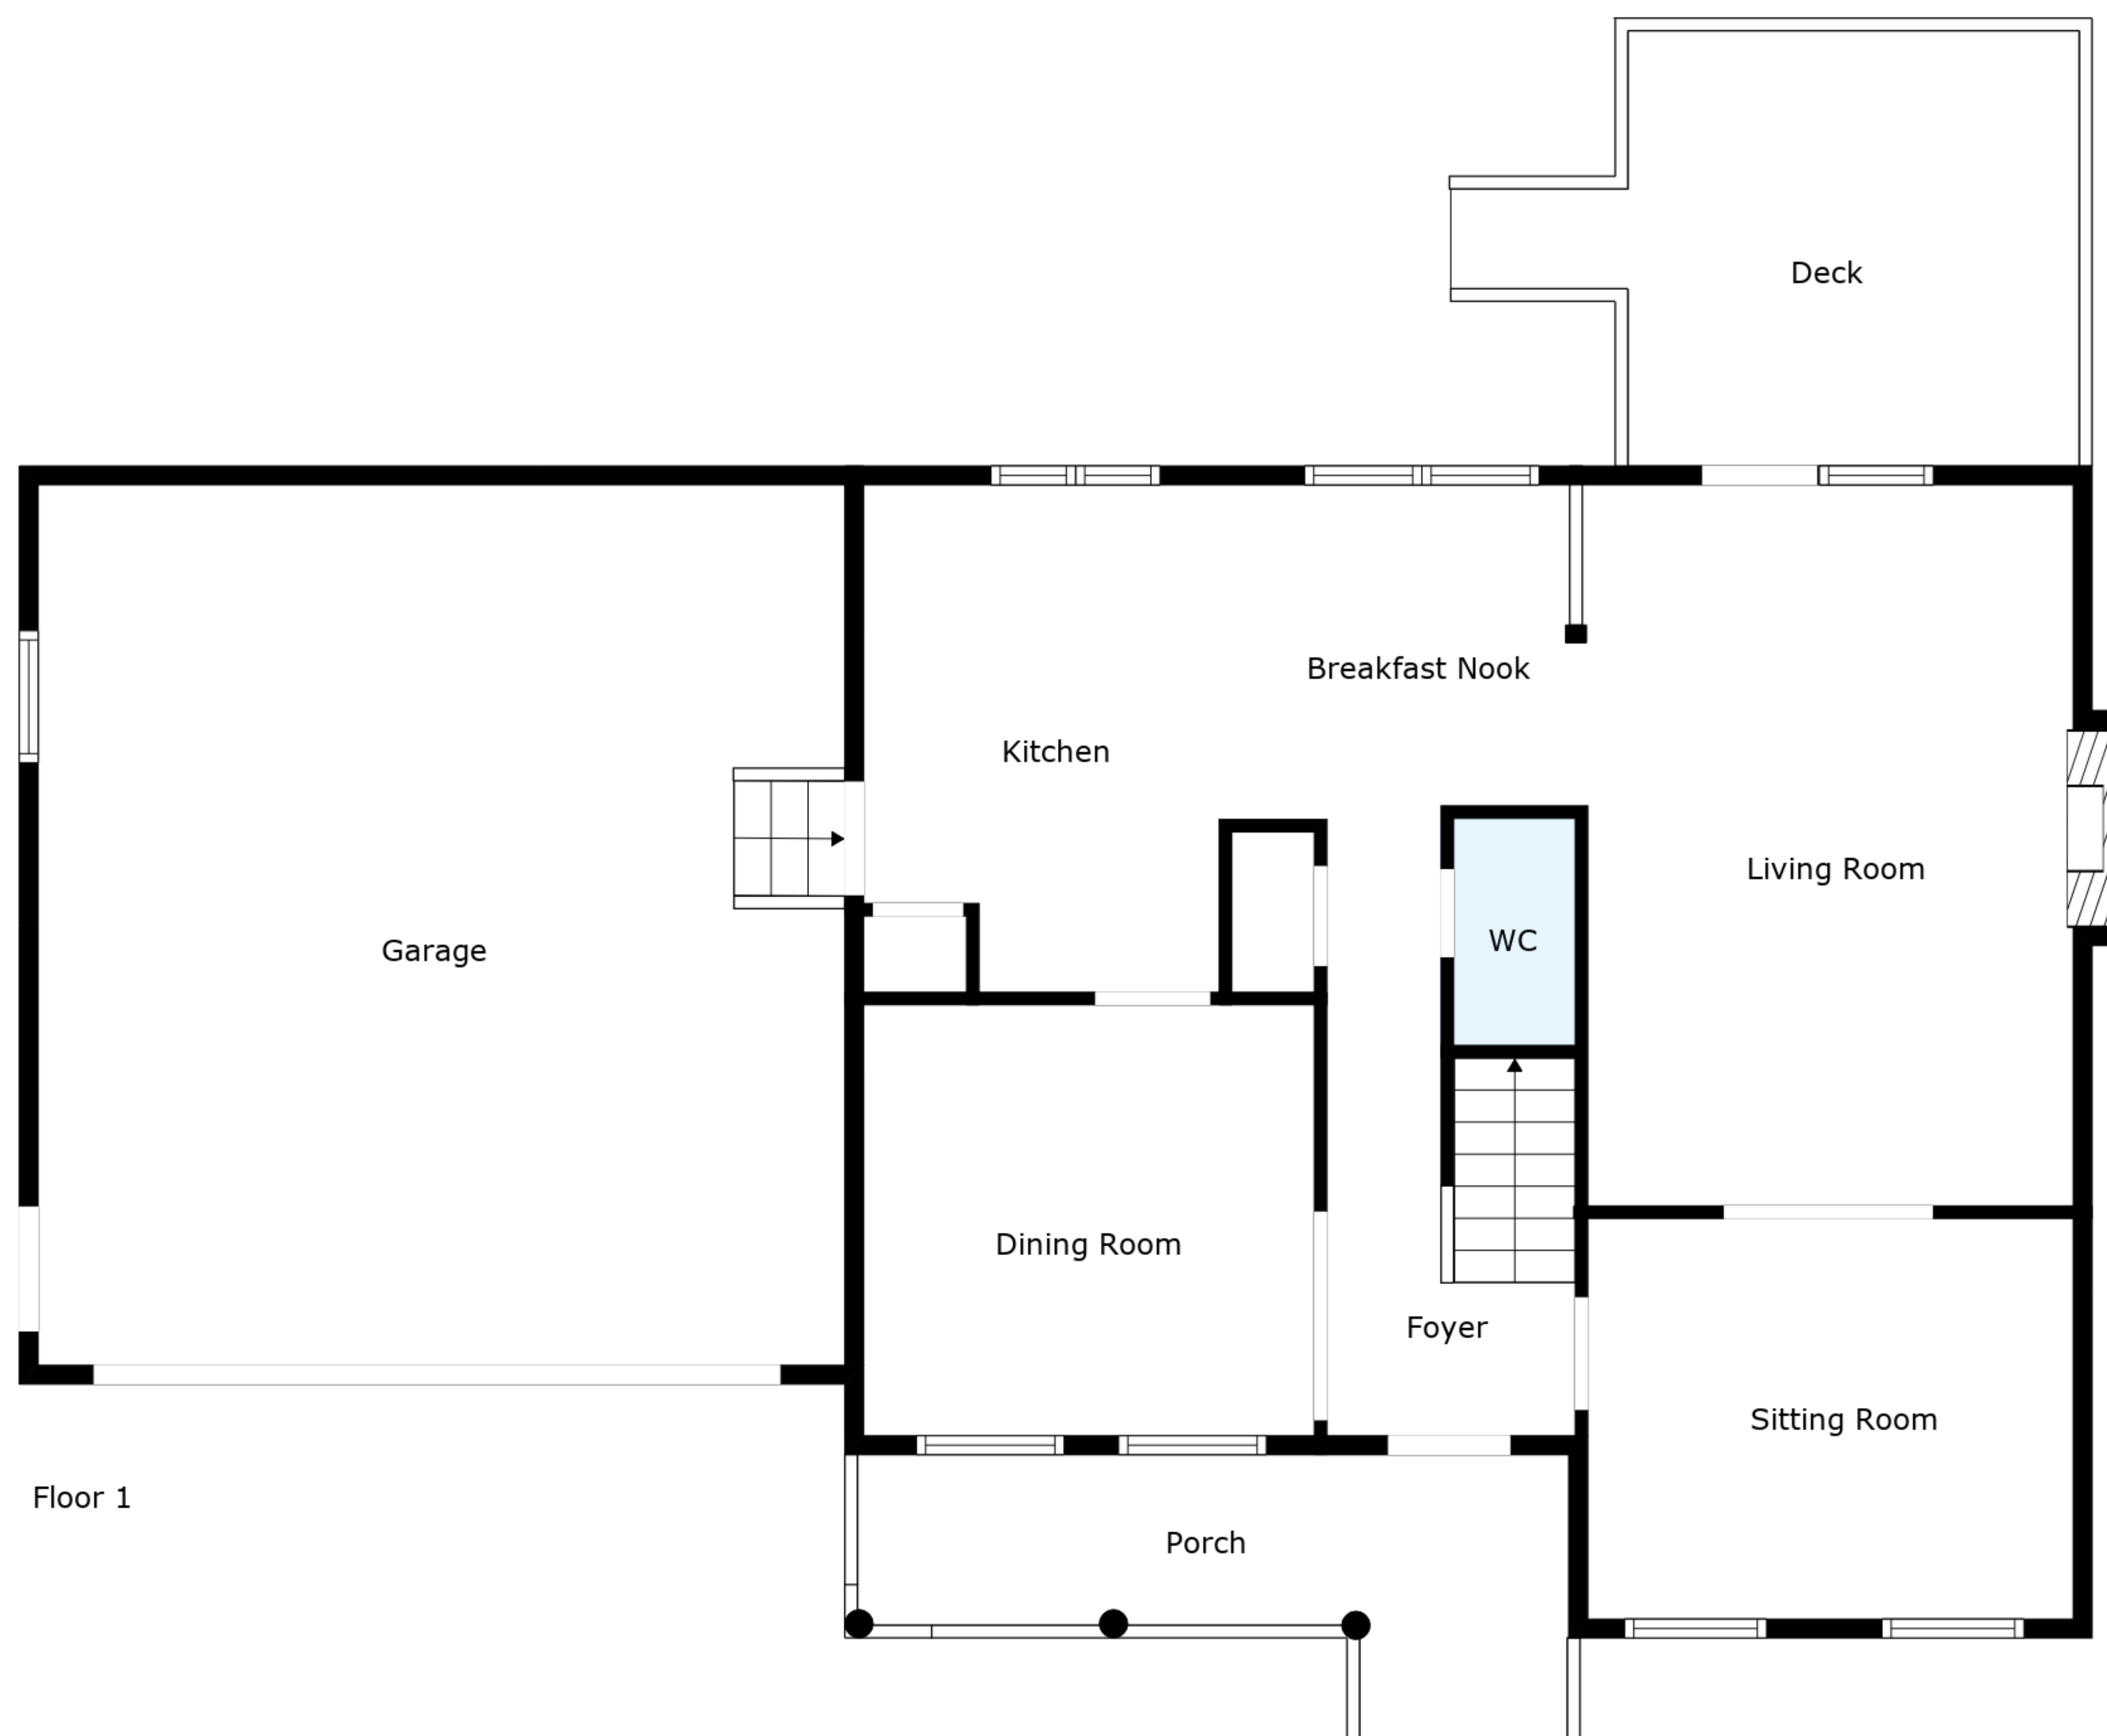 Deck
Breakfast Nook
Kitchen
Living Room
WC
Garage
Dining Room
Foyer
Sitting Room
Floor 1
Porch